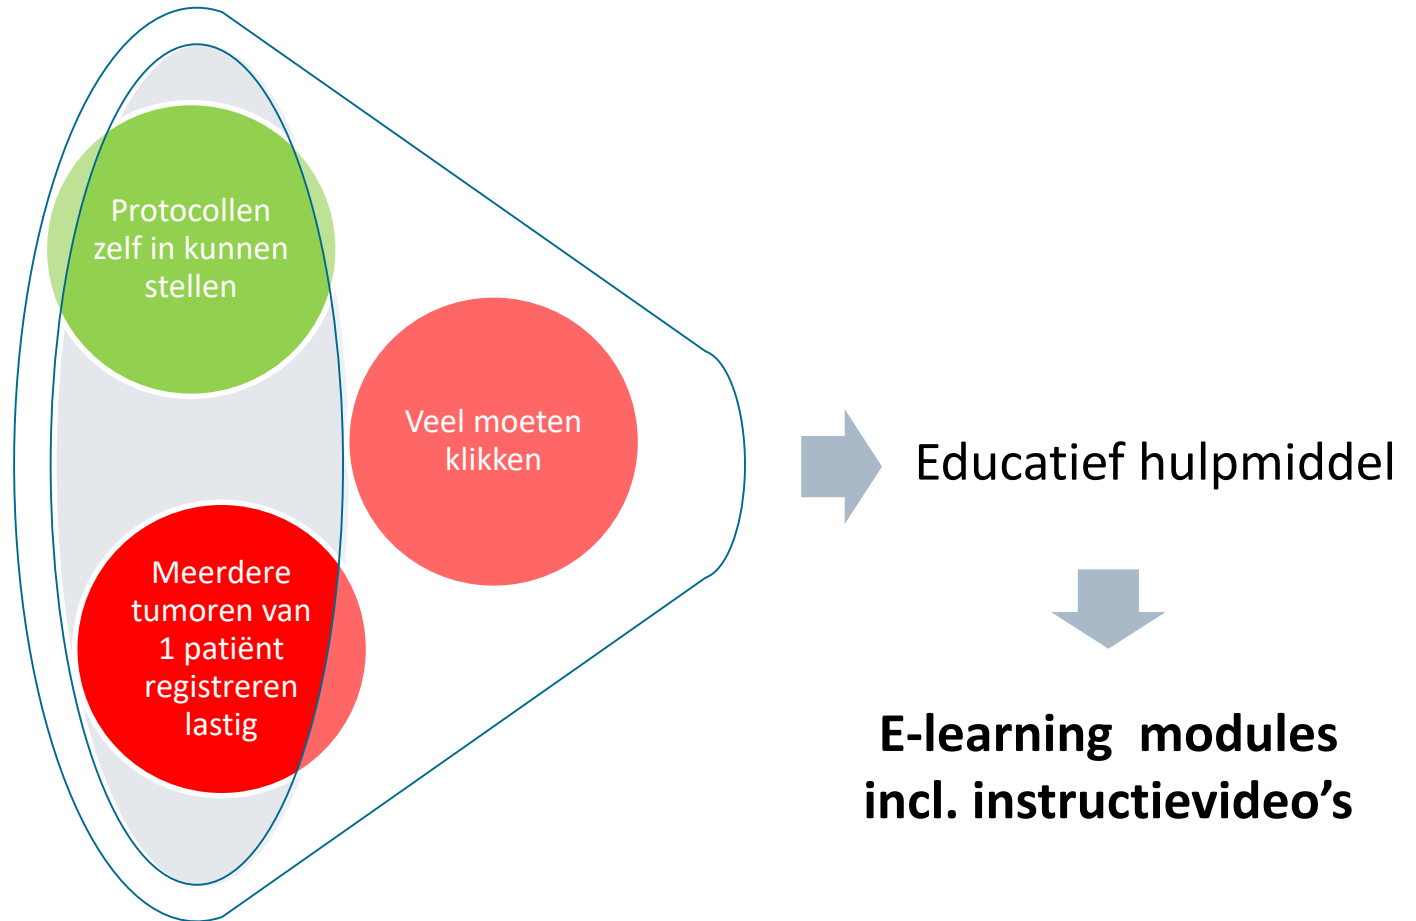 Protocollen
zelf in kunnen
stellen
Veel moeten
klikken
Meerdere
tumoren van
1 patiënt
registreren
lastig
Educatief hulpmiddel
E-learning modules
incl. instructievideo’s